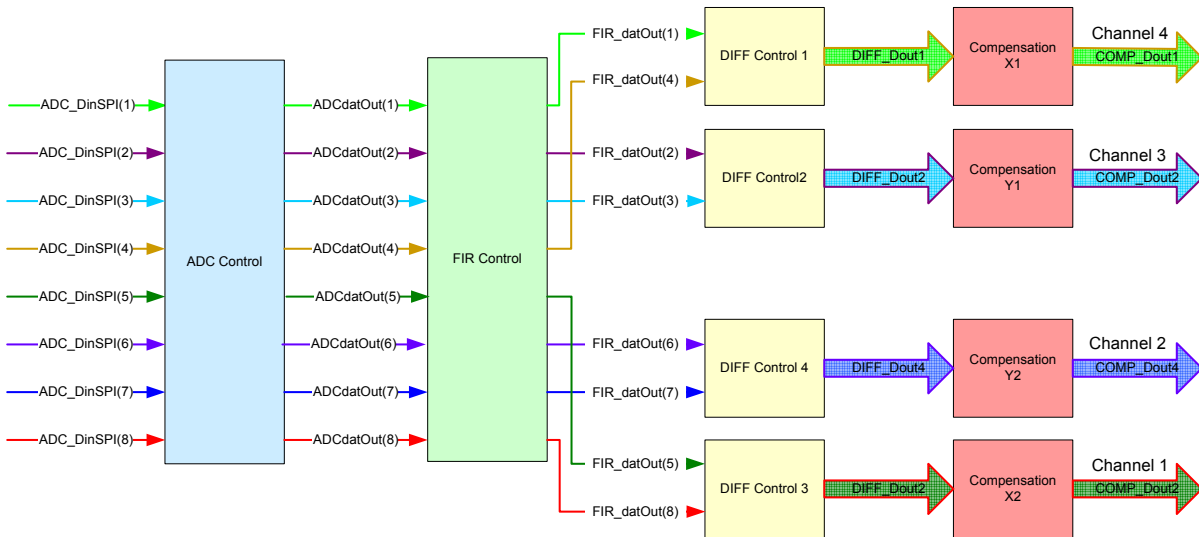 ADC_DinSPI(1)
ADC_DinSPI(2)
ADC_DinSPI(3)
ADC_DinSPI(4)
ADC_DinSPI(5)
ADC_DinSPI(6)
ADC_DinSPI(7)
ADC_DinSPI(8)
ADC Control
ADCdatOut(1)
ADCdatOut(2)
ADCdatOut(3)
ADCdatOut(4)
ADCdatOut(5)
ADCdatOut(6)
ADCdatOut(7)
ADCdatOut(8)
FIR Control
FIR_datOut(1)
FIR_datOut(4)
FIR_datOut(2)
FIR_datOut(3)
FIR_datOut(6)
FIR_datOut(7)
FIR_datOut(5)
FIR_datOut(8)
DIFF Control 1
DIFF_Dout1
Compensation
X1
Channel 4
COMP_Dout1
DIFF Control2
DIFF_Dout2
Compensation
Y1
Channel 3
COMP_Dout2
DIFF Control 4
DIFF_Dout4
Compensation
Y2
Channel 2
COMP_Dout4
DIFF Control 3
DIFF_Dout2
Compensation
X2
Channel 1
COMP_Dout2